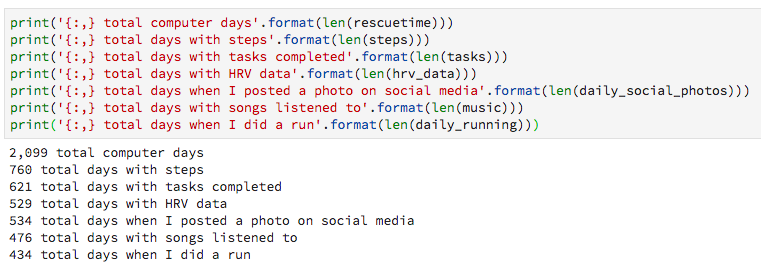 print('{:,} total computer days'.format(len(rescuetime)))
print('{:,} total days with steps'.format(len(steps)))
print('{:,} total days with tasks completed'.format(len(tasks)))
print('{:,} total days with HRV data'.format(len(hrv_data)))
print('{:,} total days when I posted a photo on social media'.format(len(daily_social_photos)))
print('{:,} total days with songs listened to'.format(len(music)))
print('{:,} total days when I did a run'.format(len(daily_running)))
2,099 total computer days
760 total days with steps
621 total days with tasks completed
529 total days with HRV data
534 total days when I posted a photo on social media
476 total days with songs listened to
434 total days when I did a run